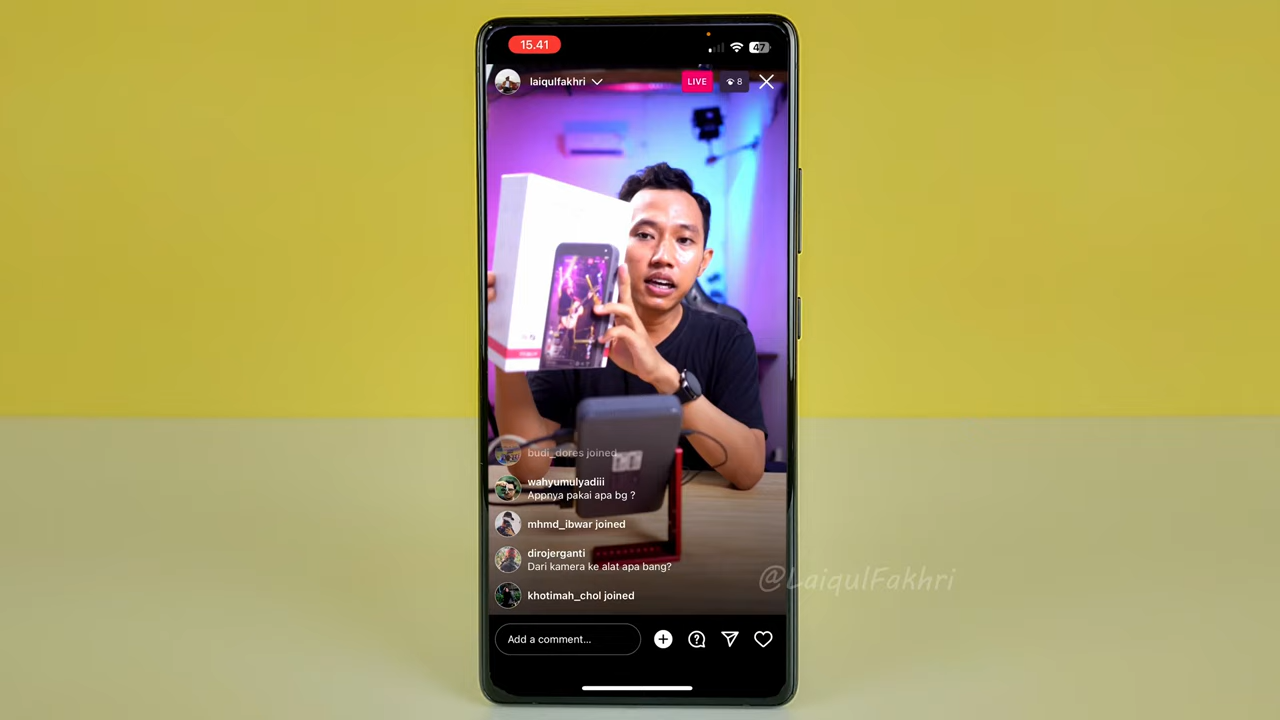 15.41
47
laiqulfakhri
LIVE
8
budi_dores joined
wahyumulyadiii
Appnya pakai apa bg ?
mhmd_ibwar joined
dirojerganti
Dari kamera ke alat apa bang?
khotimah_chol joined
@LaiqulFakhri
Add a comment...